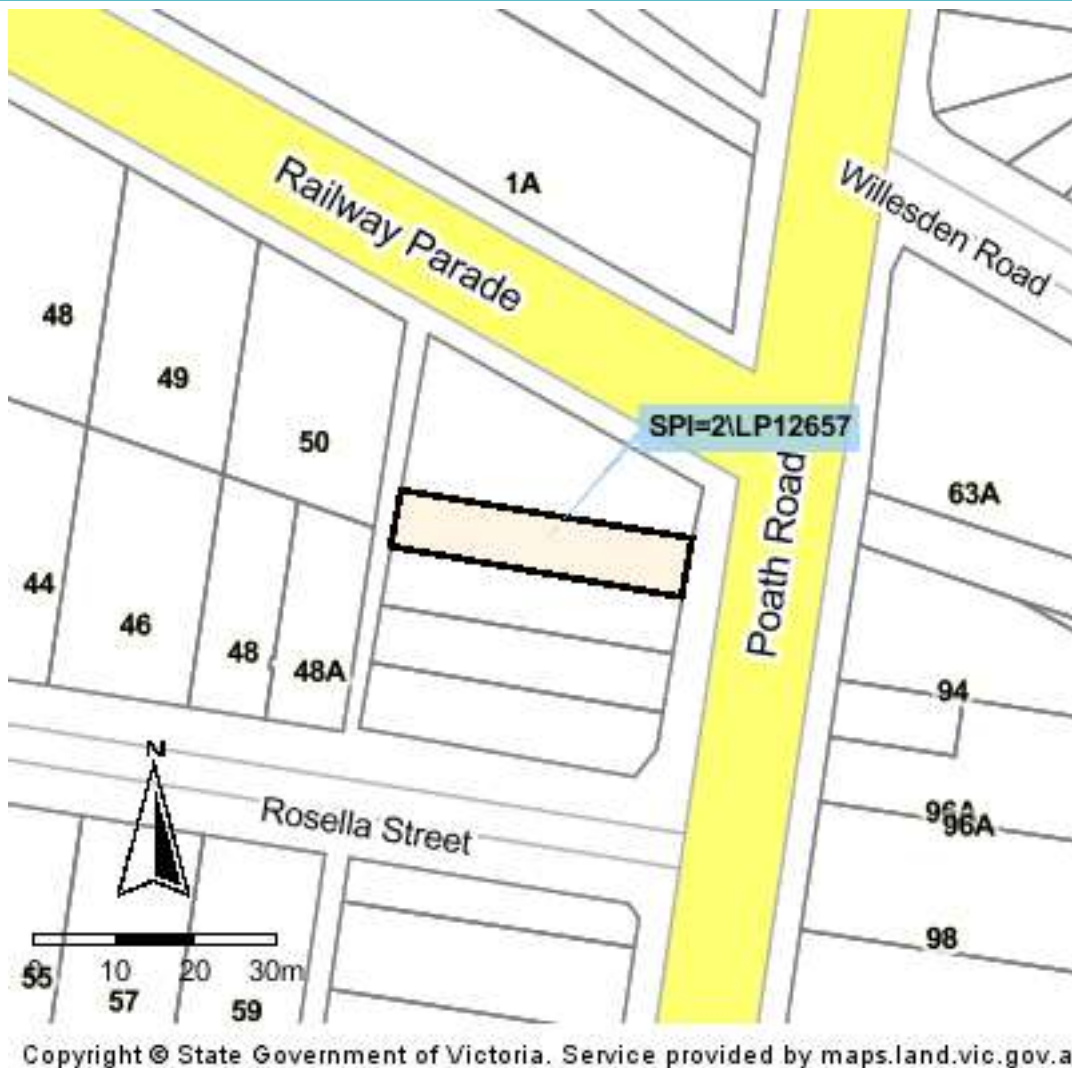 1A
Railway Parade
Willesden Road
48
49
50
SPI=2\LP12657
Poath Road
63A
44
46
48
48A
94
N
96A
96A
Rosella Street
98
0 10 20 30m
55
57
59
Copyright © State Government of Victoria. Service provided by maps.land.vic.gov.a